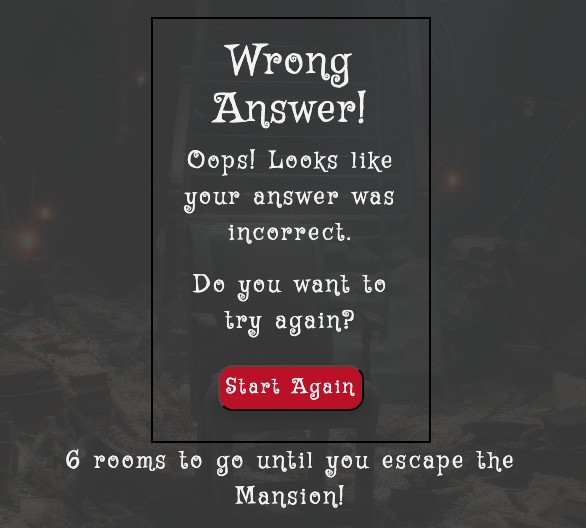 Wrong
Answer!
Oops! Looks like
your answer was
incorrect.
Do you want to
try again?
Start Again
6 rooms to go until you escape the
Mansion!